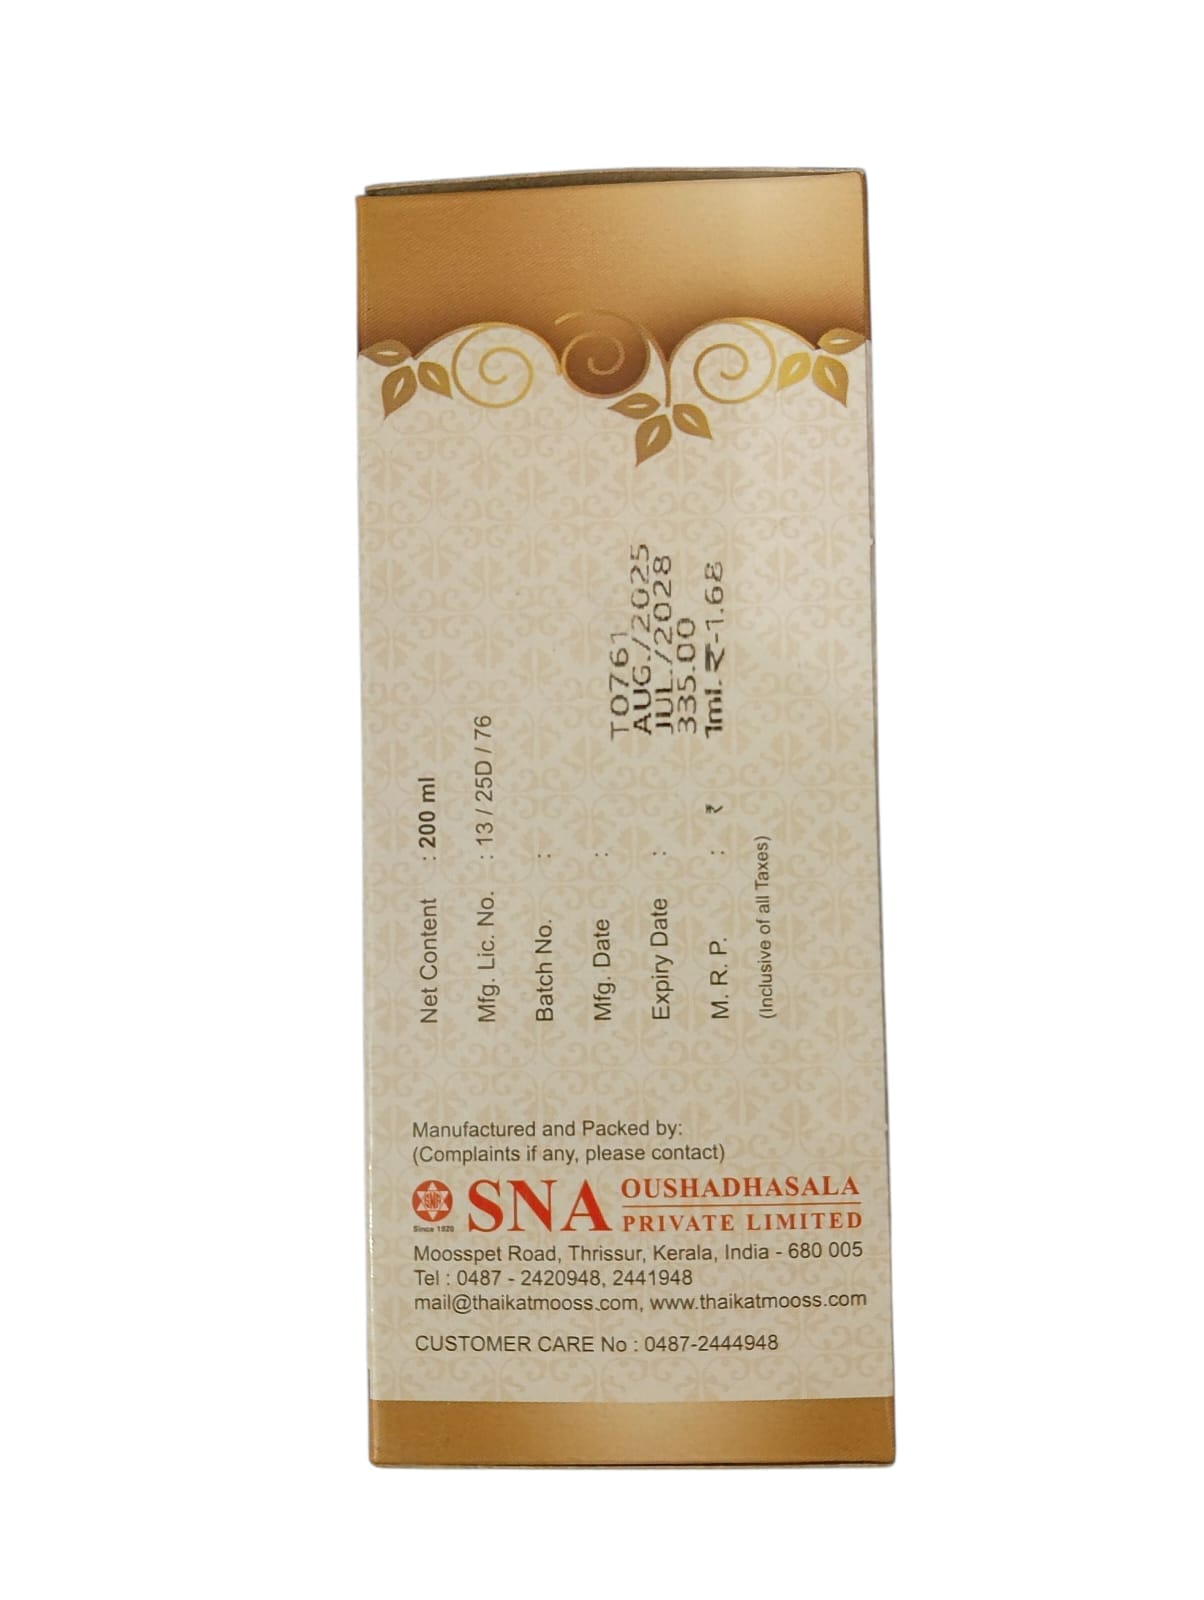 Net Content : 200 ml
Mfg. Lic. No. : 13 / 25D / 76
Batch No. :
Mfg. Date :
Expiry Date :
M. R. P. : ₹
(Inclusive of all Taxes)
T0761
AUG./2025
JUL./2028
335.00
1ml. ₹-1.68
Manufactured and Packed by:
(Complaints if any, please contact)
SNA
Since 1920
SNA OUSHADHASALA
PRIVATE LIMITED
Moosspet Road, Thrissur, Kerala, India - 680 005
Tel : 0487 - 2420948, 2441948
mail@thaikatmooss.com, www.thaikatmooss.com
CUSTOMER CARE No : 0487-2444948